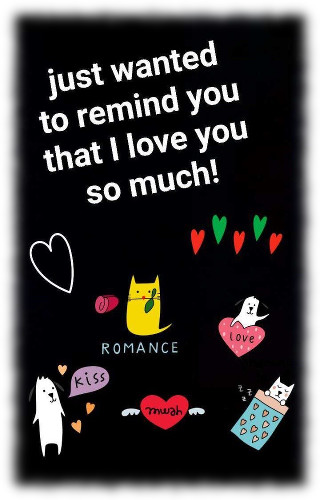 just wanted
to remind you
that I love you
so much!
ROMANCE
love
kiss
mwah
z
z
z